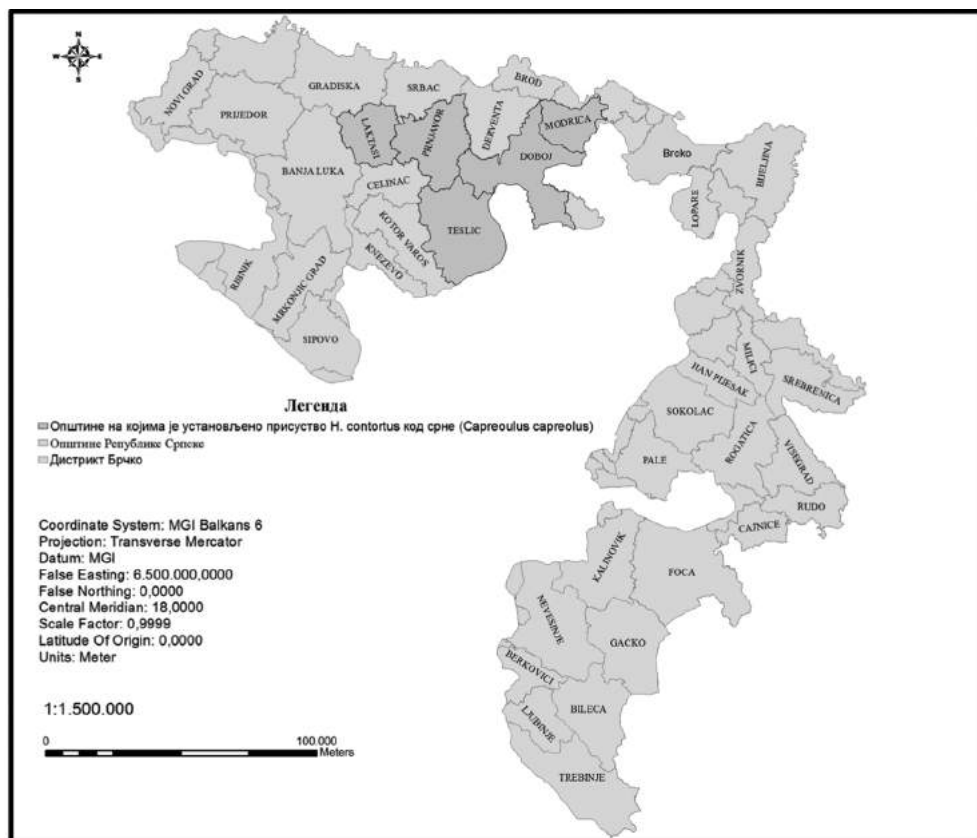 N
W E
S
NOVI GRAD
PRIJEDOR
GRADISKA
SRBAC
BROD
DERVENTA
MODRICA
LAKTASI
PRNJAVOR
DOBOJ
BANJA LUKA
CELINAC
TESLIC
KOTOR VAROS
KNEZEVO
Brcko
BIJELJINA
LOPARE
RIBNIK
MRKONJIC GRAD
SIPOVO
ZVORNIK
MILICI
HAN PIJESAK
SREBRENICA
SOKOLAC
ROGATICA
VISEGRAD
PALE
RUDO
CAJNICE
KALINOVIK
FOCA
NEVESINJE
GACKO
BERKOVICI
BILECA
LJUBINJE
TREBINJE
Легенда
Општине на којима је установљено присуство H. contortus код срне (Capreoulus capreolus)
Општине Републике Српске
Дистрикт Брчко
Coordinate System: MGI Balkans 6
Projection: Transverse Mercator
Datum: MGI
False Easting: 6.500.000,0000
False Northing: 0,0000
Central Meridian: 18,0000
Scale Factor: 0,9999
Latitude Of Origin: 0,0000
Units: Meter
1:1.500.000
0 100.000
Meters